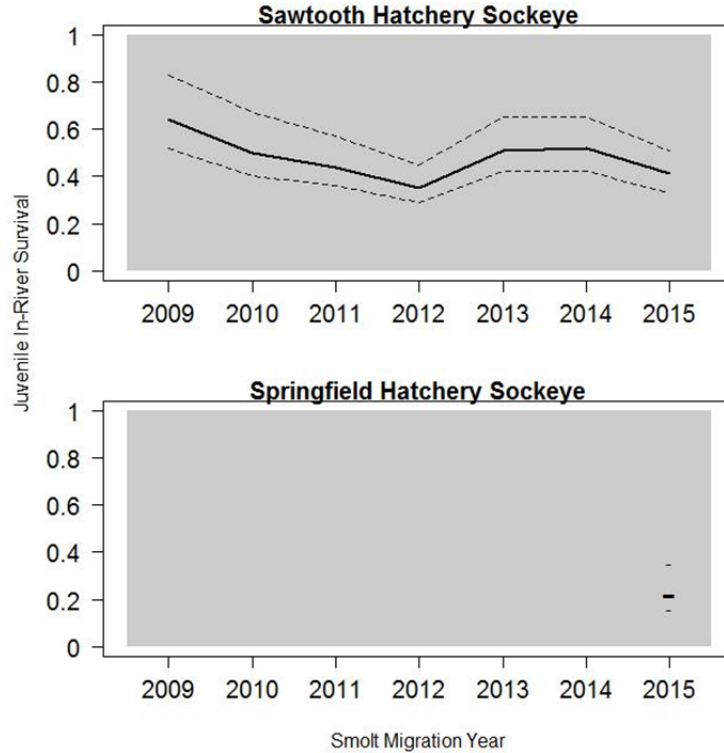 Sawtooth Hatchery Sockeye
1
0.8
0.6
0.4
0.2
0
2009 2010 2011 2012 2013 2014 2015
Juvenile In-River Survival
Springfield Hatchery Sockeye
1
0.8
0.6
0.4
0.2
0
2009 2010 2011 2012 2013 2014 2015
Smolt Migration Year